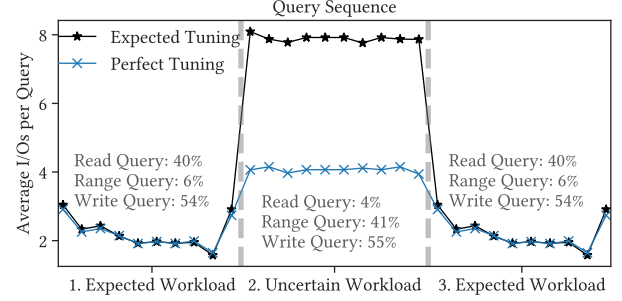 Query Sequence
Average I/Os per Query
8
6
4
2
Expected Tuning
Perfect Tuning
Read Query: 40%
Range Query: 6%
Write Query: 54%
Read Query: 4%
Range Query: 41%
Write Query: 55%
Read Query: 40%
Range Query: 6%
Write Query: 54%
1. Expected Workload
2. Uncertain Workload
3. Expected Workload